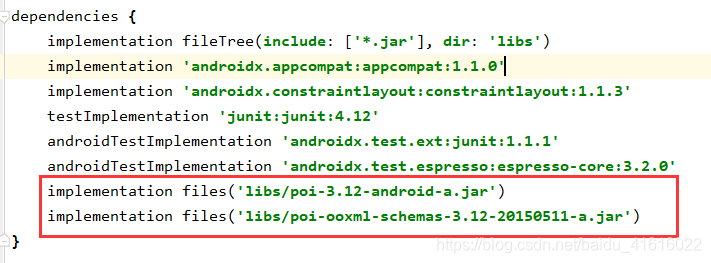 dependencies {
implementation fileTree(include: ['*.jar'], dir: 'libs')
implementation 'androidx.appcompat:appcompat:1.1.0'
implementation 'androidx.constraintlayout:constraintlayout:1.1.3'
testImplementation 'junit:junit:4.12'
androidTestImplementation 'androidx.test.ext:junit:1.1.1'
androidTestImplementation 'androidx.test.espresso:espresso-core:3.2.0'
implementation files('libs/poi-3.12-android-a.jar')
implementation files('libs/poi-ooxml-schemas-3.12-20150511-a.jar')
}
https://blog.csdn.net/baidu_41616022